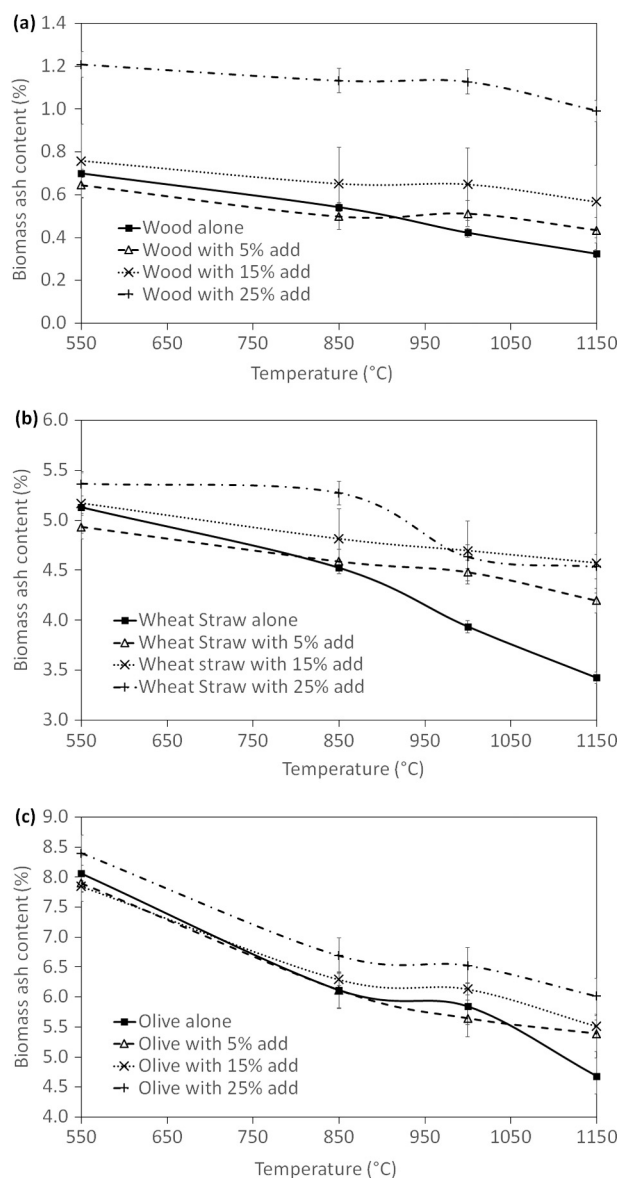 (a)
Biomass ash content (%)
1.4
1.2
1.0
0.8
0.6
0.4
0.2
0.0
Wood alone
Wood with 5% add
Wood with 15% add
Wood with 25% add
550 650 750 850 950 1050 1150
Temperature (°C)
(b)
Biomass ash content (%)
6.0
5.5
5.0
4.5
4.0
3.5
3.0
Wheat Straw alone
Wheat Straw with 5% add
Wheat straw with 15% add
Wheat Straw with 25% add
550 650 750 850 950 1050 1150
Temperature (°C)
(c)
Biomass ash content (%)
9.0
8.5
8.0
7.5
7.0
6.5
6.0
5.5
5.0
4.5
4.0
Olive alone
Olive with 5% add
Olive with 15% add
Olive with 25% add
550 650 750 850 950 1050 1150
Temperature (°C)